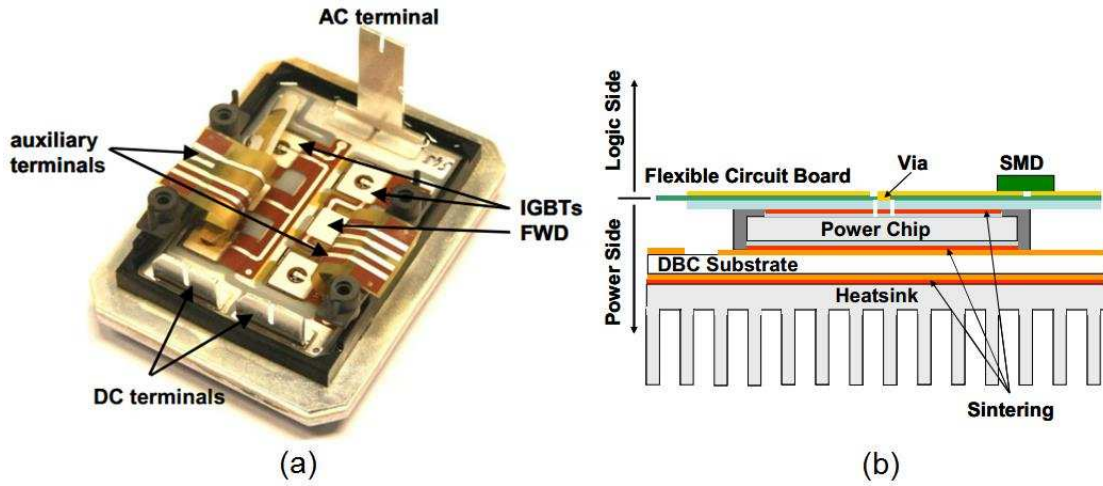 AC terminal
auxiliary
terminals
IGBTs
FWD
DC terminals
(a)
Logic Side
Power Side
Flexible Circuit Board
Via
SMD
Power Chip
DBC Substrate
Heatsink
Sintering
(b)
G
G
G